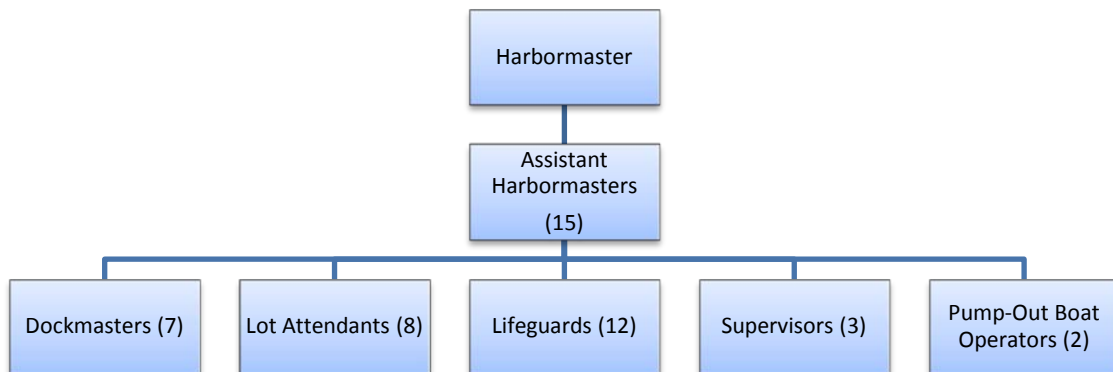 Harbormaster
Assistant
Harbormasters
(15)
Dockmasters (7)
Lot Attendants (8)
Lifeguards (12)
Supervisors (3)
Pump-Out Boat
Operators (2)